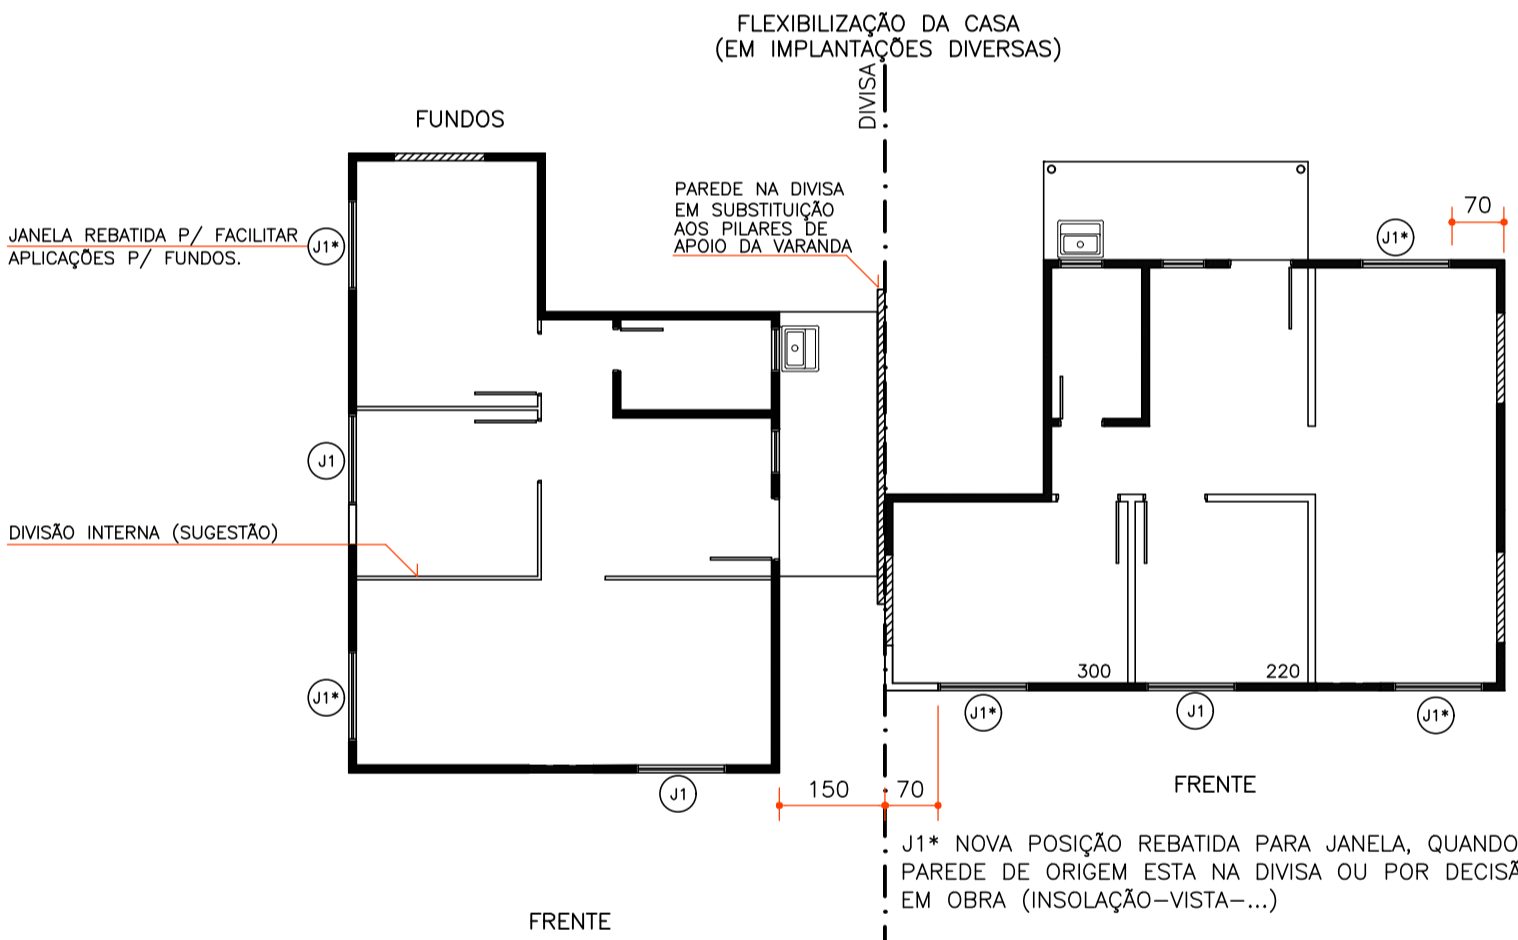 FLEXIBILIZAÇÃO DA CASA
(EM IMPLANTAÇÕES DIVERSAS)
DIVISA
FUNDOS
PAREDE NA DIVISA
EM SUBSTITUIÇÃO
AOS PILARES DE
APOIO DA VARANDA
70
JANELA REBATIDA P/ FACILITAR
APLICAÇÕES P/ FUNDOS.
J1*
J1*
J1
DIVISÃO INTERNA (SUGESTÃO)
300
220
J1*
J1*
J1
J1*
J1
150
70
FRENTE
J1* NOVA POSIÇÃO REBATIDA PARA JANELA, QUANDO
PAREDE DE ORIGEM ESTA NA DIVISA OU POR DECISÃ
EM OBRA (INSOLAÇÃO-VISTA-...)
FRENTE